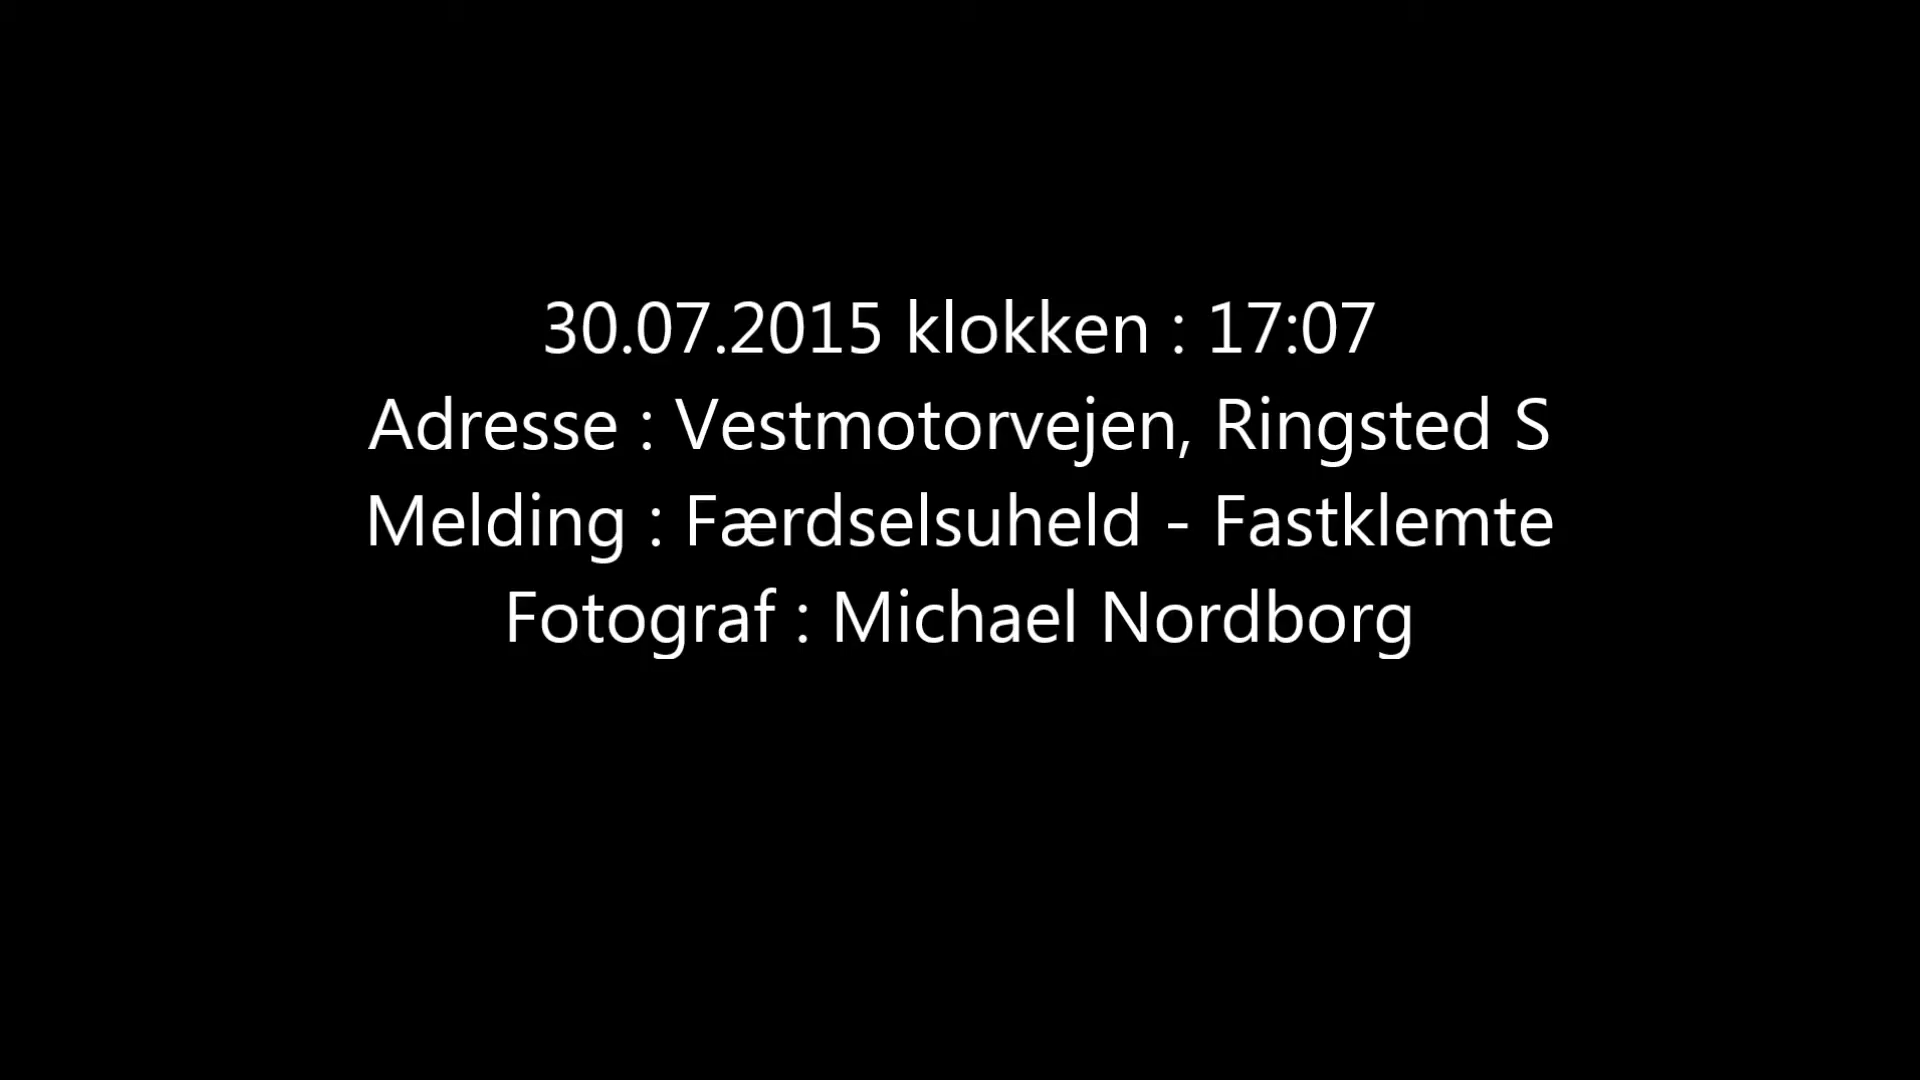 30.07.2015 klokken : 17:07
Adresse : Vestmotorvejen, Ringsted S
Melding : Færdselsuheld - Fastklemte
Fotograf : Michael Nordborg